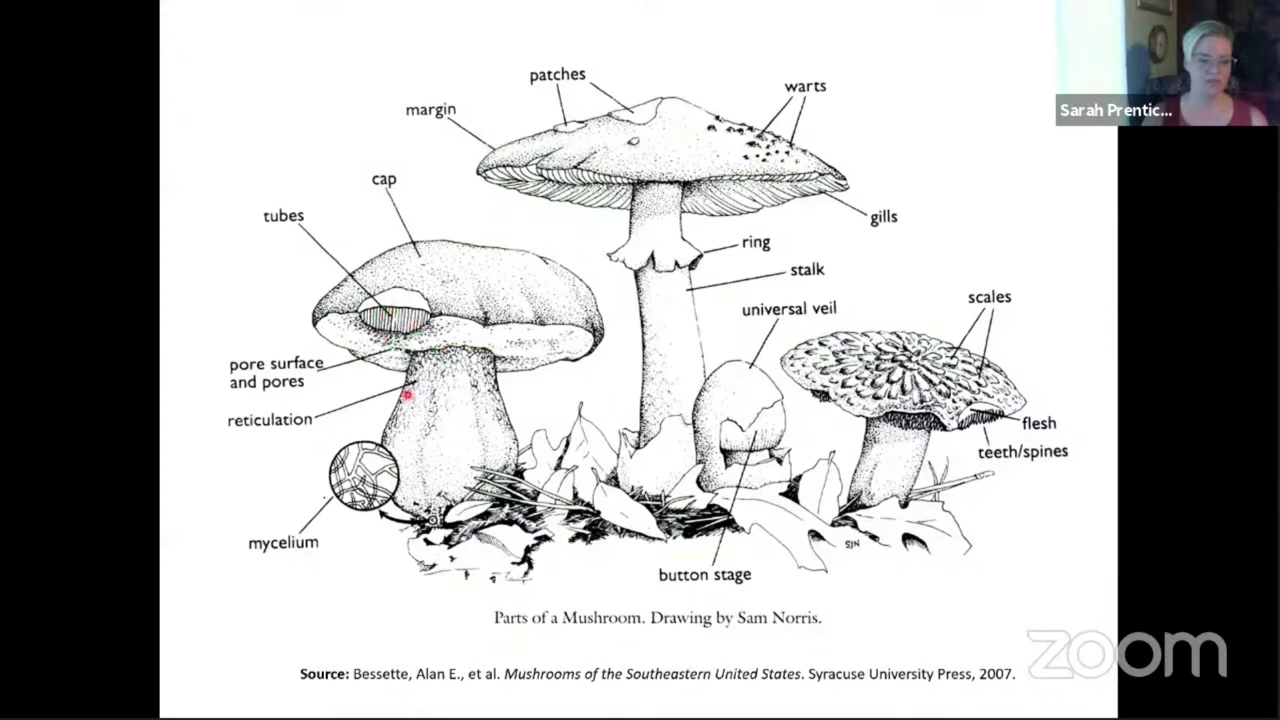 patches
warts
margin
cap
tubes
gills
ring
stalk
scales
universal veil
pore surface
and pores
reticulation
flesh
teeth/spines
mycelium
SJN
button stage
Parts of a Mushroom. Drawing by Sam Norris.
Source: Bessette, Alan E., et al. Mushrooms of the Southeastern United States. Syracuse University Press, 2007.
Sarah Prentic...
zoom